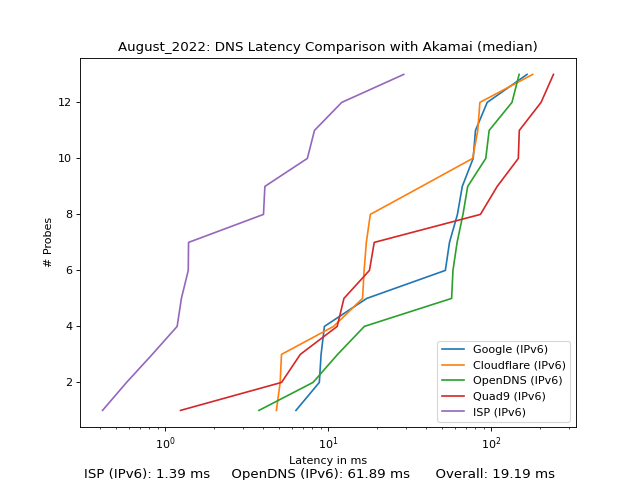 August_2022: DNS Latency Comparison with Akamai (median)
# Probes
12
10
8
6
4
2
Google (IPv6)
Cloudflare (IPv6)
OpenDNS (IPv6)
Quad9 (IPv6)
ISP (IPv6)
10⁰ 10¹ 10²
Latency in ms
ISP (IPv6): 1.39 ms OpenDNS (IPv6): 61.89 ms Overall: 19.19 ms